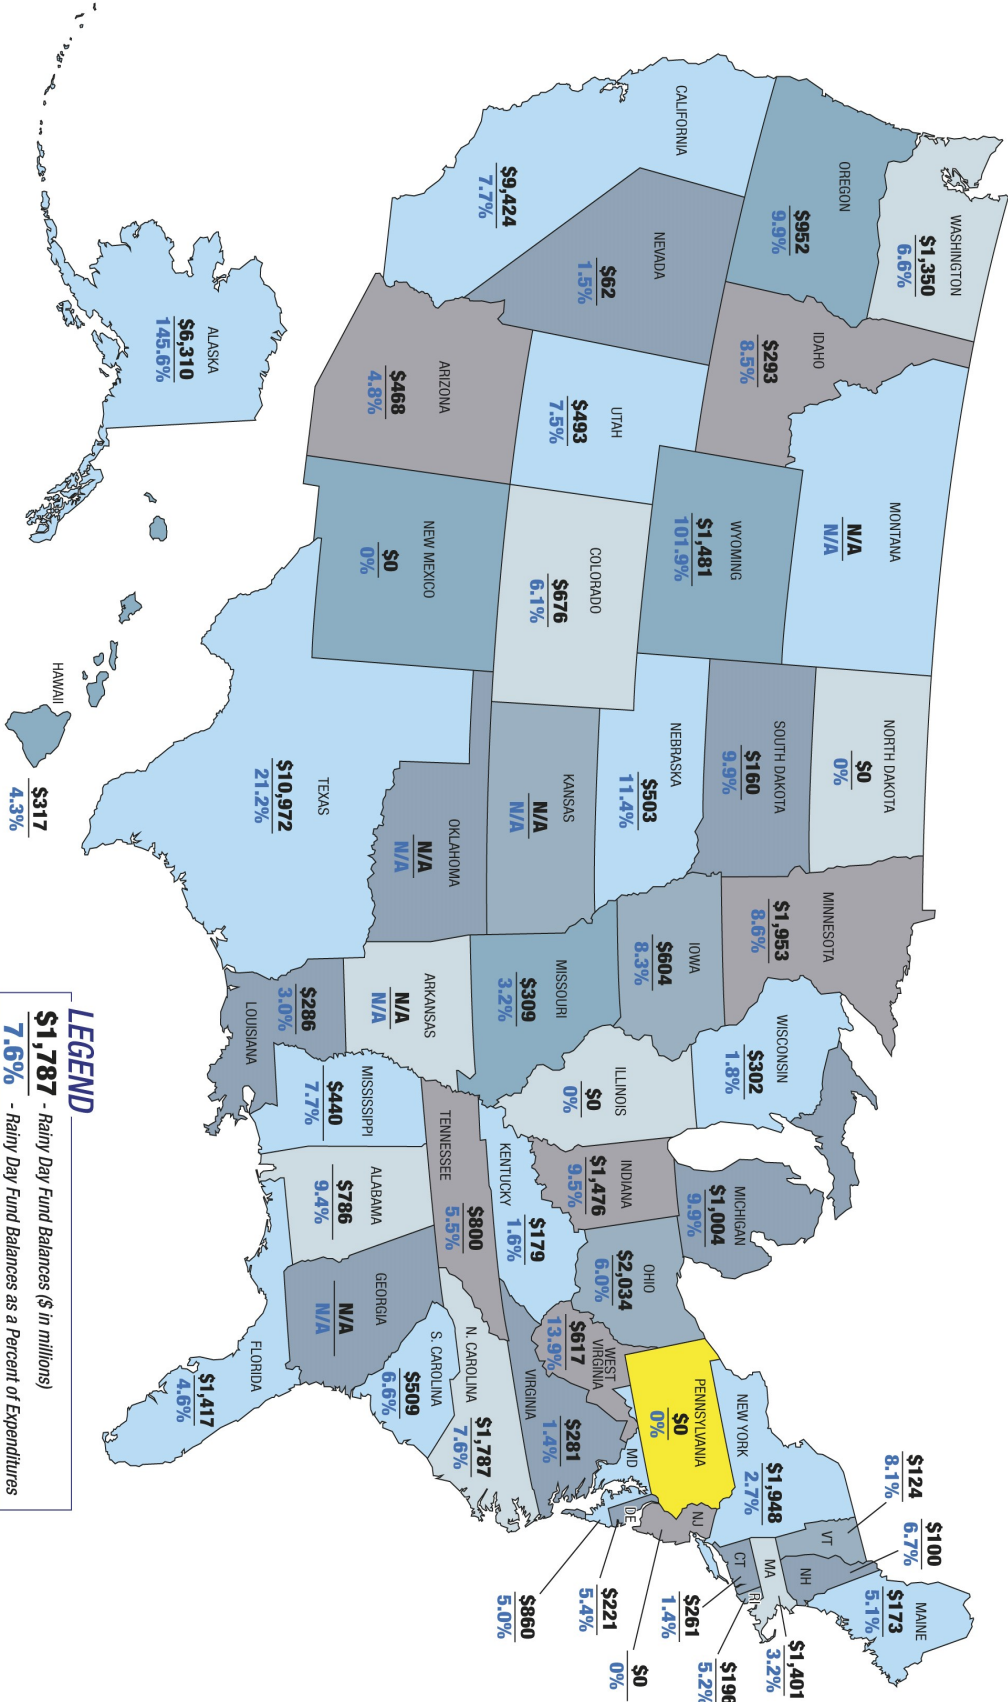 WASHINGTON
$1,350
6.6%
OREGON
$952
9.9%
CALIFORNIA
$9,424
7.7%
NEVADA
$62
1.5%
IDAHO
$293
8.5%
MONTANA
N/A
N/A
WYOMING
$1,481
101.9%
UTAH
$493
7.5%
ARIZONA
$468
4.8%
COLORADO
$676
6.1%
NEW MEXICO
$0
0%
NORTH DAKOTA
$0
0%
SOUTH DAKOTA
$160
9.9%
NEBRASKA
$503
11.4%
KANSAS
N/A
N/A
OKLAHOMA
N/A
N/A
TEXAS
$10,972
21.2%
MINNESOTA
$1,953
8.6%
IOWA
$604
8.3%
MISSOURI
$309
3.2%
ARKANSAS
N/A
N/A
$286
3.0%
LOUISIANA
WISCONSIN
$302
1.8%
ILLINOIS
$0
0%
MICHIGAN
$1,004
9.9%
INDIANA
$1,476
9.5%
OHIO
$2,034
6.0%
KENTUCKY
$179
1.6%
TENNESSEE
$800
5.5%
MISSISSIPPI
$440
7.7%
ALABAMA
$786
9.4%
GEORGIA
N/A
N/A
FLORIDA
$1,417
4.6%
S. CAROLINA
$509
6.6%
N. CAROLINA
$1,787
7.6%
VIRGINIA
$281
1.4%
WEST
VIRGINIA
$617
13.9%
PENNSYLVANIA
$0
0%
NEW YORK
$1,948
2.7%
MAINE
$173
5.1%
$124
8.1%
VT
$100
6.7%
NH
MA
$1,401
3.2%
RI
$196
5.2%
CT
$261
1.4%
NJ
$0
0%
DE
$221
5.4%
MD
$860
5.0%
ALASKA
$6,310
145.6%
HAWAII
$317
4.3%
LEGEND
$1,787 - Rainy Day Fund Balances ($ in millions)
7.6% - Rainy Day Fund Balances as a Percent of Expenditures